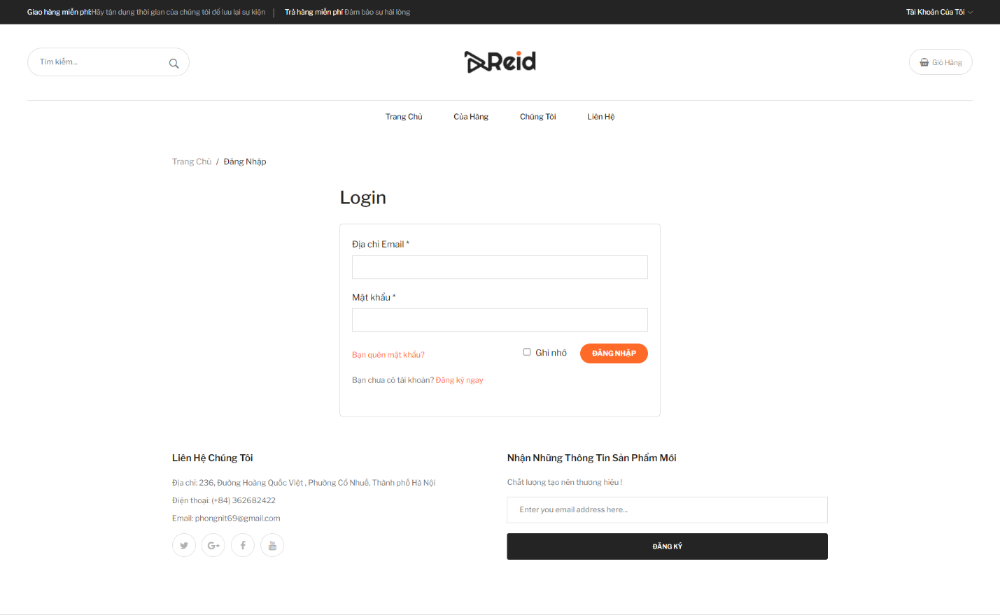 Giao hàng miễn phí:Hãy tận dụng thời gian của chúng tôi để lưu lại sự kiện | Trả hàng miễn phí Đảm bảo sự hài lòng
Tài Khoản Của Tôi
Tìm kiếm...
Reid
Giỏ Hàng
Trang Chủ
Cửa Hàng
Chúng Tôi
Liên Hệ
Trang Chủ / Đăng Nhập
Login
Địa chỉ Email *
Mật khẩu *
Bạn quên mật khẩu?
Ghi nhớ
ĐĂNG NHẬP
Bạn chưa có tài khoản? Đăng ký ngay
Liên Hệ Chúng Tôi
Địa chỉ: 236, Đường Hoàng Quốc Việt , Phường Cổ Nhuế, Thành phố Hà Nội
Điện thoại: (+84) 362682422
Email: phongnit69@gmail.com
Nhận Những Thông Tin Sản Phẩm Mới
Chất lượng tạo nên thương hiệu !
Enter you email address here...
ĐĂNG KÝ